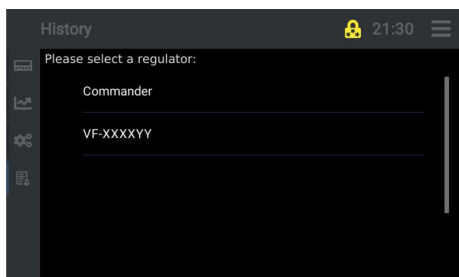 History
21:30
Please select a regulator:
Commander
VF-XXXXYY